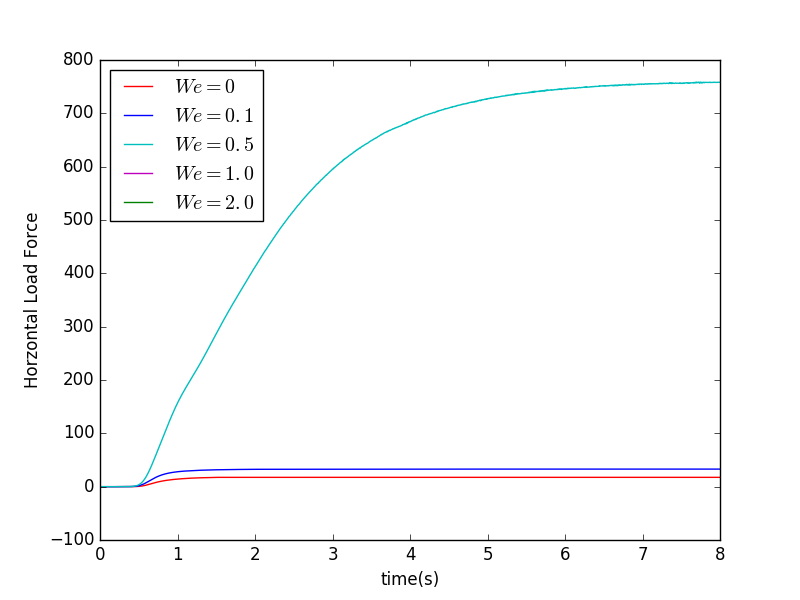 800
700
600
500
400
300
200
100
0
−100
We = 0
We = 0.1
We = 0.5
We = 1.0
We = 2.0
Horzontal Load Force
0 1 2 3 4 5 6 7 8
time(s)